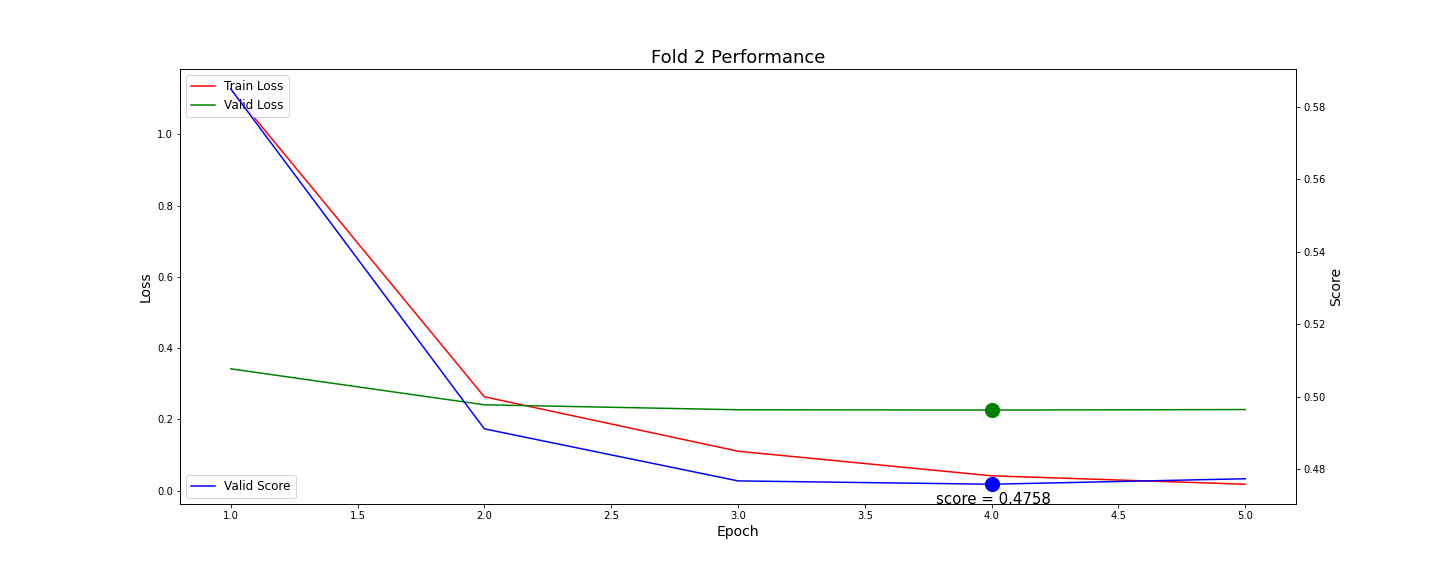 Fold 2 Performance
Train Loss
Valid Loss
1.0
0.8
0.6
0.4
0.2
0.0
Loss
0.58
0.56
0.54
0.52
0.50
0.48
Score
Valid Score
score = 0.4758
1.0 1.5 2.0 2.5 3.0 3.5 4.0 4.5 5.0
Epoch